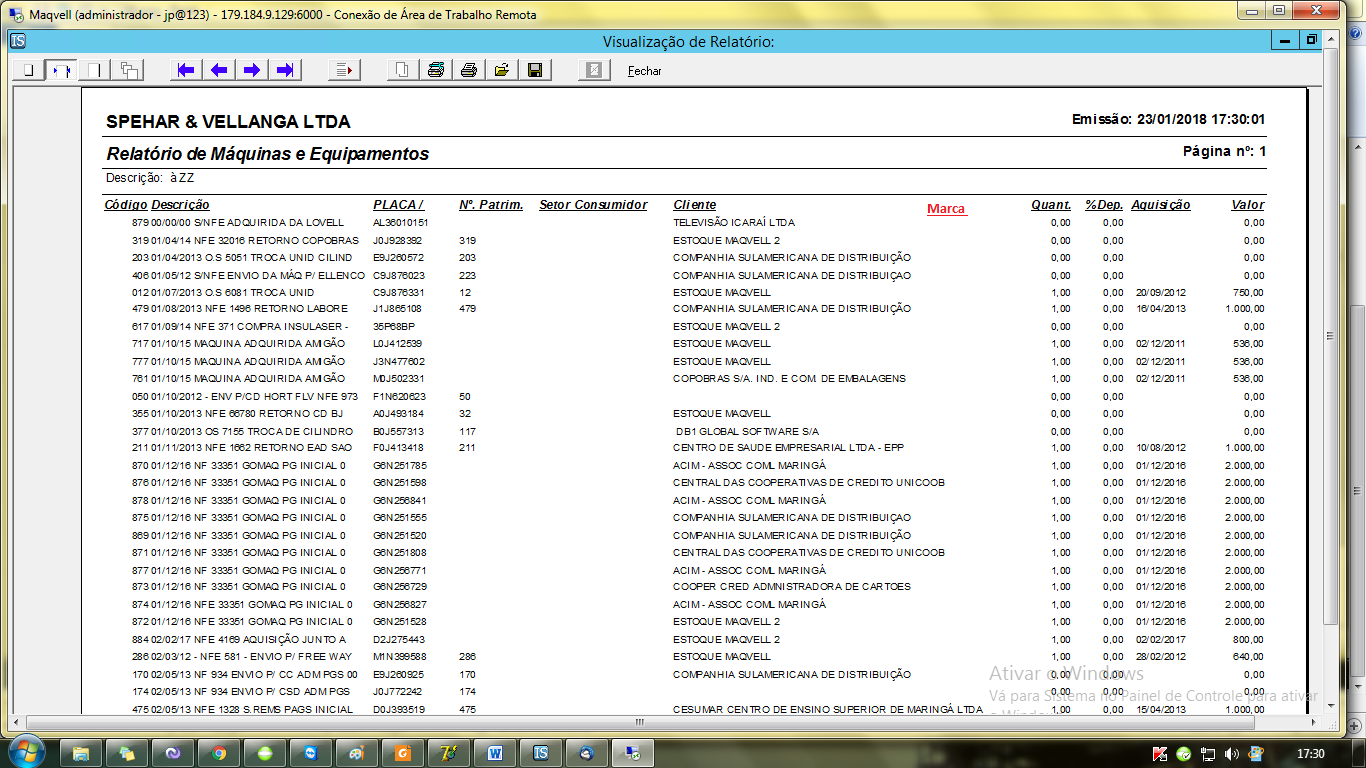 Maqvell (administrador - jp@123) - 179.184.9.129:6000 - Conexão de Área de Trabalho Remota
IS Visualização de Relatório:
Fechar
SPEHAR & VELLANGA LTDA Emissão: 23/01/2018 17:30:01
Relatório de Máquinas e Equipamentos Página nº: 1
Descrição: à ZZ
Código Descrição PLACA / Nº. Patrim. Setor Consumidor Cliente Marca Quant. %Dep. Aquisição Valor
879 00/00/00 S/NFE ADQUIRIDA DA LOVELL AL36010151 TELEVISÃO ICARAÍ LTDA 0,00 0,00 0,00
319 01/04/14 NFE 32016 RETORNO COPOBRAS J0J928392 319 ESTOQUE MAQVELL 2 0,00 0,00 0,00
203 01/04/2013 O.S 5051 TROCA UNID CILIND E9J260572 203 COMPANHIA SULAMERICANA DE DISTRIBUIÇÃO 0,00 0,00 0,00
406 01/05/12 S/NFE ENVIO DA MÁQ P/ ELLENCO C9J876023 223 COMPANHIA SULAMERICANA DE DISTRIBUIÇAO 0,00 0,00 0,00
012 01/07/2013 O.S 6081 TROCA UNID C9J876331 12 ESTOQUE MAQVELL 1,00 0,00 20/09/2012 750,00
479 01/08/2013 NFE 1496 RETORNO LABORE J1J865108 479 COMPANHIA SULAMERICANA DE DISTRIBUIÇÃO 1,00 0,00 16/04/2013 1.000,00
617 01/09/14 NFE 371 COMPRA INSULASER - 35P68BP ESTOQUE MAQVELL 2 0,00 0,00 0,00
717 01/10/15 MAQUINA ADQUIRIDA AMIGÃO L0J412539 ESTOQUE MAQVELL 1,00 0,00 02/12/2011 536,00
777 01/10/15 MAQUINA ADQUIRIDA AMIGÃO J3N477602 ESTOQUE MAQVELL 1,00 0,00 02/12/2011 536,00
761 01/10/15 MAQUINA ADQUIRIDA AMIGÃO M0J502331 COPOBRAS S/A. IND. E COM. DE EMBALAGENS 1,00 0,00 02/12/2011 536,00
050 01/10/2012 - ENV P/CD HORT FLV NFE 973 F1N620623 50 0,00 0,00 0,00
355 01/10/2013 NFE 66780 RETORNO CD BJ A0J493184 32 ESTOQUE MAQVELL 0,00 0,00 0,00
377 01/10/2013 OS 7155 TROCA DE CILINDRO B0J557313 117 DB1 GLOBAL SOFTWARE S/A 0,00 0,00 0,00
211 01/11/2013 NFE 1662 RETORNO EAD SAO F0J413418 211 CENTRO DE SAUDE EMPRESARIAL LTDA - EPP 1,00 0,00 10/08/2012 1.000,00
870 01/12/16 NF 33351 GOMAQ PG INICIAL 0 G6N251785 ACIM - ASSOC COML MARINGÁ 1,00 0,00 01/12/2016 2.000,00
876 01/12/16 NF 33351 GOMAQ PG INICIAL 0 G6N251598 CENTRAL DAS COOPERATIVAS DE CREDITO UNICOOB 1,00 0,00 01/12/2016 2.000,00
878 01/12/16 NF 33351 GOMAQ PG INICIAL 0 G6N256841 ACIM - ASSOC COML MARINGÁ 1,00 0,00 01/12/2016 2.000,00
875 01/12/16 NF 33351 GOMAQ PG INICIAL 0 G6N251555 COMPANHIA SULAMERICANA DE DISTRIBUIÇAO 1,00 0,00 01/12/2016 2.000,00
869 01/12/16 NF 33351 GOMAQ PG INICIAL 0 G6N251520 COMPANHIA SULAMERICANA DE DISTRIBUIÇÃO 1,00 0,00 01/12/2016 2.000,00
871 01/12/16 NF 33351 GOMAQ PG INICIAL 0 G6N251808 CENTRAL DAS COOPERATIVAS DE CREDITO UNICOOB 1,00 0,00 01/12/2016 2.000,00
877 01/12/16 NF 33351 GOMAQ PG INICIAL 0 G6N256771 ACIM - ASSOC COML MARINGÁ 1,00 0,00 01/12/2016 2.000,00
873 01/12/16 NF 33351 GOMAQ PG INICIAL 0 G6N256729 COOPER CRED ADMNISTRADORA DE CARTOES 1,00 0,00 01/12/2016 2.000,00
874 01/12/16 NFE 33351 GOMAQ PG INICIAL 0 G6N256827 ACIM - ASSOC COML MARINGÁ 1,00 0,00 01/12/2016 2.000,00
872 01/12/16 NFE 33351 GOMAQ PG INICIAL 0 G6N251528 ESTOQUE MAQVELL 2 1,00 0,00 01/12/2016 2.000,00
884 02/02/17 NFE 4169 AQUISIÇÃO JUNTO A D2J275443 ESTOQUE MAQVELL 2 1,00 0,00 02/02/2017 800,00
286 02/03/12 - NFE 581 - ENVIO P/ FREE WAY M1N399588 286 ESTOQUE MAQVELL 1,00 0,00 28/02/2012 640,00
170 02/05/13 NF 934 ENVIO P/ CC ADM PGS 00 E9J260925 170 COMPANHIA SULAMERICANA DE DISTRIBUIÇÃO 0,00 0,00 0,00
Ativar o Windows
174 02/05/13 NF 934 ENVIO P/ CSD ADM PGS J0J772242 174 0,00 0,00 0,00
Vá para Sistema no Painel de Controle para ativar
475 02/05/13 NFE 1328 S.REMS PAGS INICIAL D0J393519 475 CESUMAR CENTRO DE ENSINO SUPERIOR DE MARINGÁ LTDA 1,00 0,00 15/04/2013 1.000,00
17:30